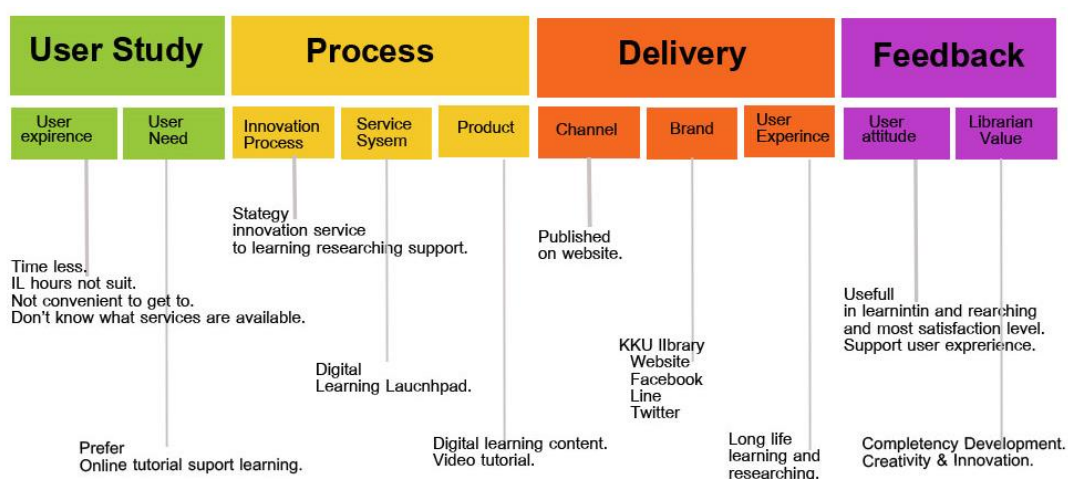 User Study
Process
Delivery
Feedback
User
expirence
User
Need
Innovation
Process
Service
Sysem
Product
Channel
Brand
User
Experince
User
attitude
Librarian
Value
Time less.
IL hours not suit.
Not convenient to get to.
Don't know what services are available.
Prefer
Online tutorial suport learning.
Stategy
innovation service
to learning researching support.
Digital
Learning Laucnhpad.
Digital learning content.
Video tutorial.
Published
on website.
KKU lIbrary
Website
Facebook
Line
Twitter
Long life
learning and
researching.
Usefull
in learnintin and rearching
and most satisfaction level.
Support user exprerience.
Completency Development.
Creativity & Innovation.